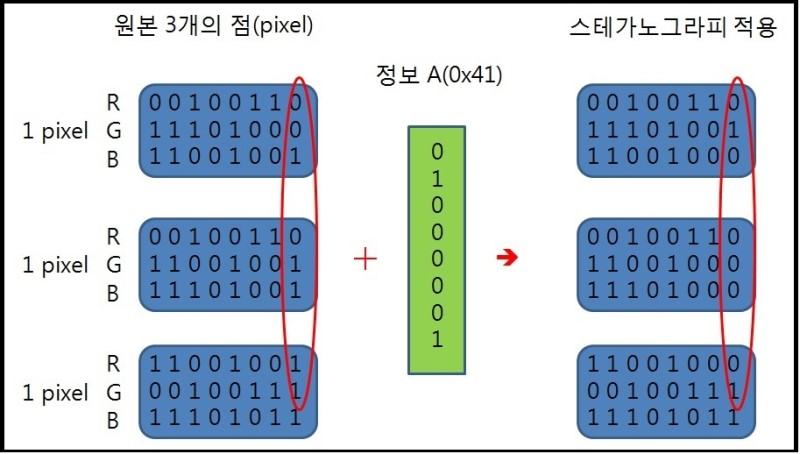 원본 3개의 점(pixel)
스테가노그라피 적용
정보 A(0x41)
1 pixel
R 0 0 1 0 0 1 1 0
G 1 1 1 0 1 0 0 0
B 1 1 0 0 1 0 0 1
1 pixel
R 0 0 1 0 0 1 1 0
G 1 1 0 0 1 0 0 1
B 1 1 1 0 1 0 0 1
1 pixel
R 1 1 0 0 1 0 0 1
G 0 0 1 0 0 1 1 1
B 1 1 1 0 1 0 1 1
+
0
1
0
0
0
0
0
1
➔
0 0 1 0 0 1 1 0
1 1 1 0 1 0 0 1
1 1 0 0 1 0 0 0
0 0 1 0 0 1 1 0
1 1 0 0 1 0 0 0
1 1 1 0 1 0 0 0
1 1 0 0 1 0 0 0
0 0 1 0 0 1 1 1
1 1 1 0 1 0 1 1